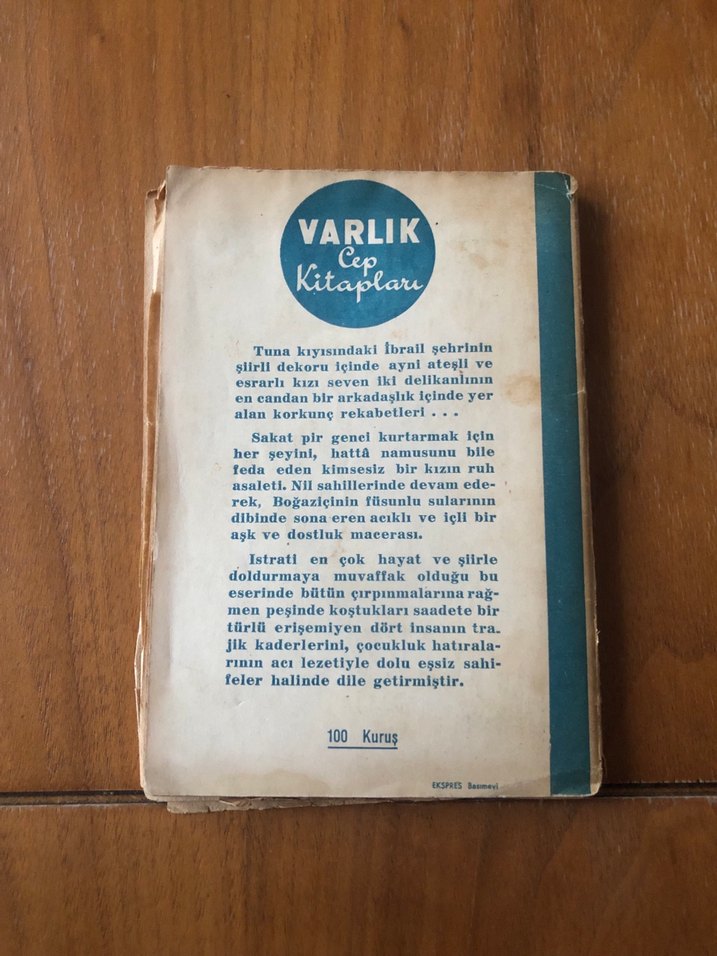 VARLIK
Cep
Kitapları
Tuna kıyısındaki İbrail şehrinin
şiirli dekoru içinde ayni ateşli ve
esrarlı kızı seven iki delikanlının
en candan bir arkadaşlık içinde yer
alan korkunç rekabetleri . . .
Sakat pir genci kurtarmak için
her şeyini, hattâ namusunu bile
feda eden kimsesiz bir kızın ruh
asaleti. Nil sahillerinde devam ede-
rek, Boğaziçinin füsunlu sularının
dibinde sona eren acıklı ve içli bir
aşk ve dostluk macerası.
Istrati en çok hayat ve şiirle
doldurmaya muvaffak olduğu bu
eserinde bütün çırpınmalarına rağ-
men peşinde koştukları saadete bir
türlü erişemiyen dört insanın tra-
jik kaderlerini, çocukluk hatırala-
rının acı lezetiyle dolu eşsiz sahi-
feler halinde dile getirmiştir.
100 Kuruş
EKSPRES Basımevi